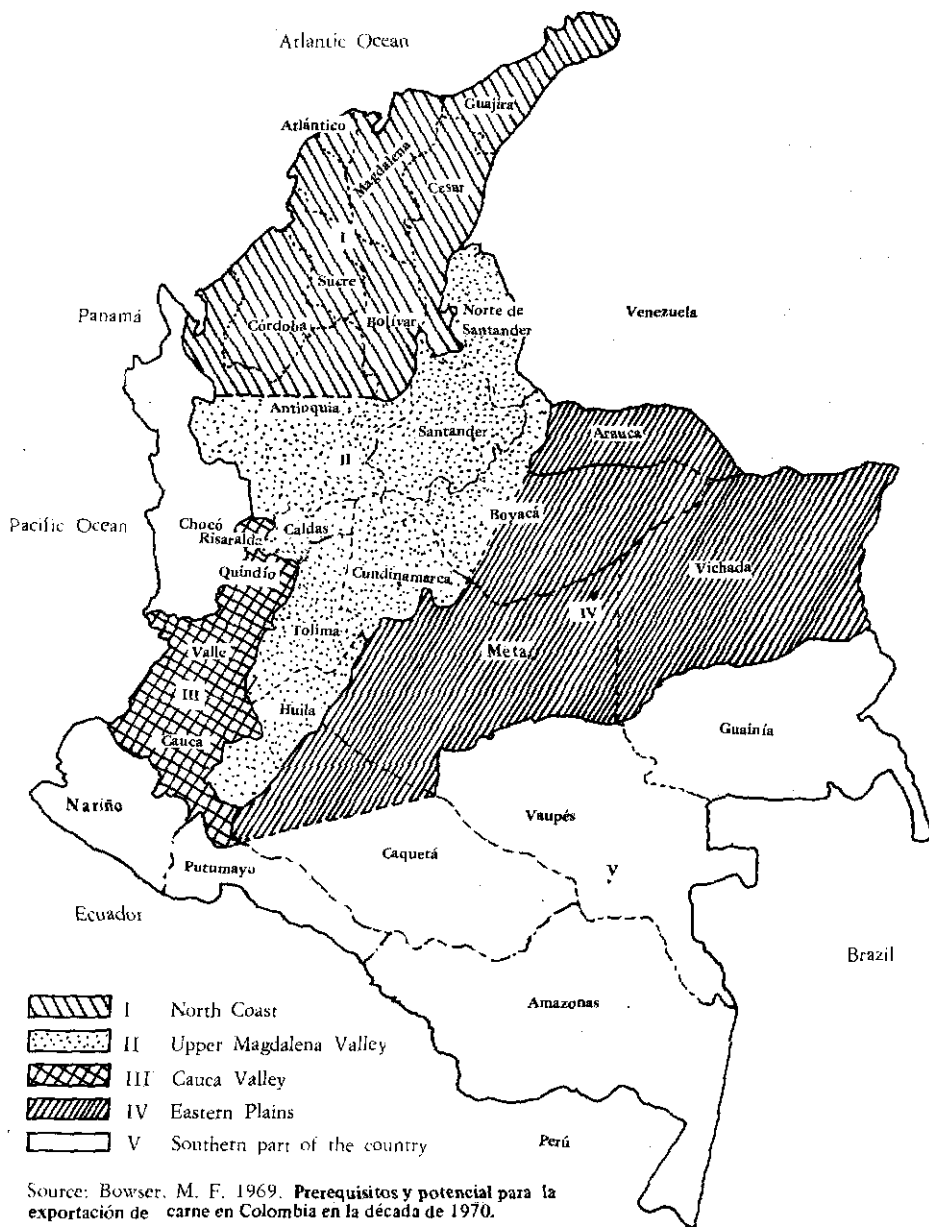 Atlantic Ocean
Guajira
Atlántico
Magdalena
Cesar
I
Sucre
Panamá
Córdoba
Bolívar
Norte de
Santander
Venezuela
Antioquia
Santander
Arauca
II
Boyacá
Pacific Ocean
Chocó
Risaralda
Caldas
Quindío
Cundinamarca
Vichada
IV
Tolima
Valle
Meta
III
Huila
Cauca
Guainía
Nariño
Vaupés
Caquetá
Putumayo
V
Ecuador
Brazil
Amazonas
I North Coast
II Upper Magdalena Valley
III Cauca Valley
IV Eastern Plains
V Southern part of the country
Perú
Source: Bowser, M. F. 1969. Prerequisitos y potencial para la
exportación de carne en Colombia en la década de 1970.